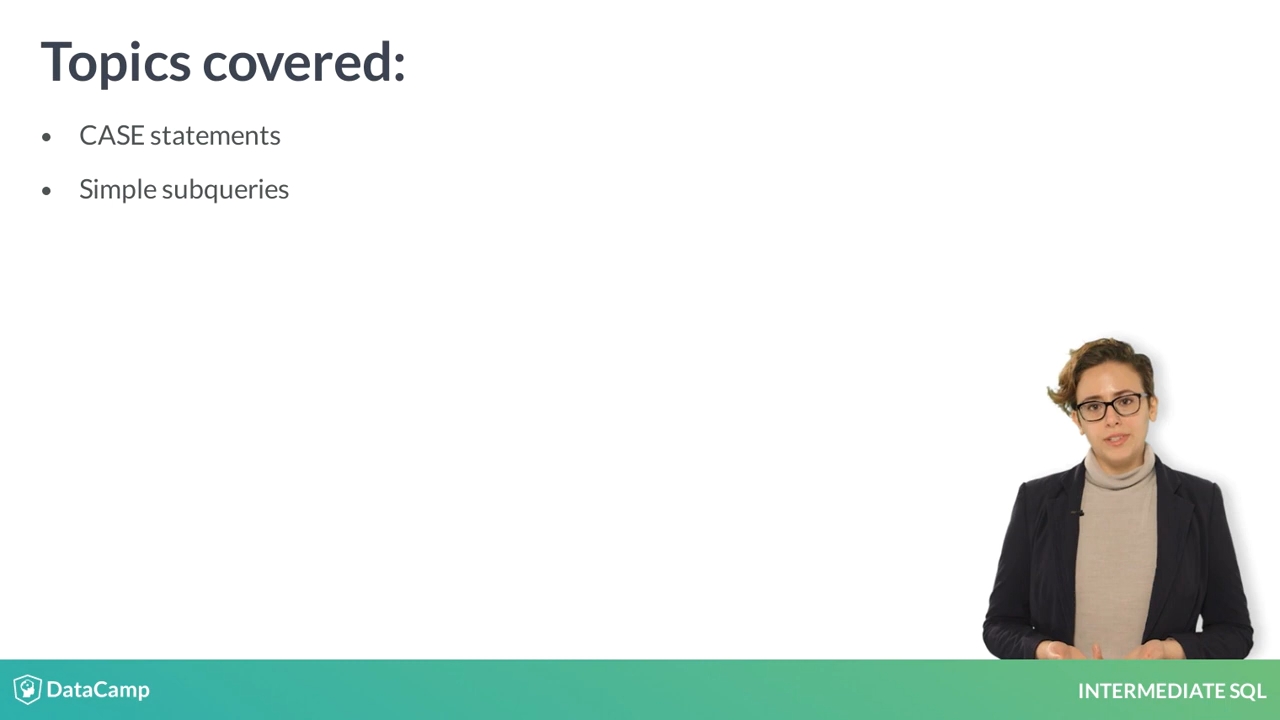 Topics covered:
• CASE statements
• Simple subqueries
DataCamp
INTERMEDIATE SQL